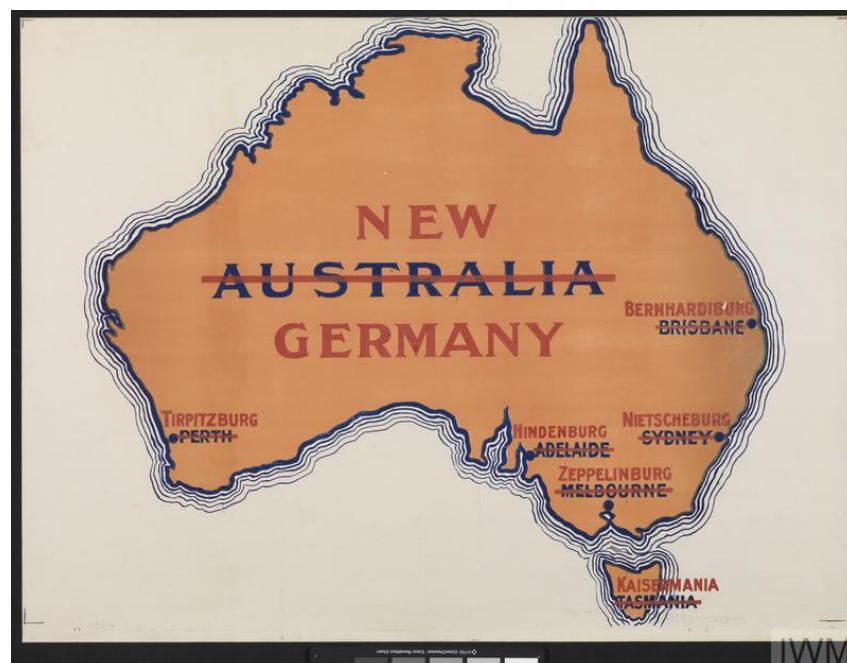 NEW
AUSTRALIA
GERMANY
BERNHARDIBURG
BRISBANE
TIRPITZBURG
PERTH
HINDENBURG
ADELAIDE
NIETSCHEBURG
SYDNEY
ZEPPELINBURG
MELBOURNE
KAISERMANIA
TASMANIA
IWM